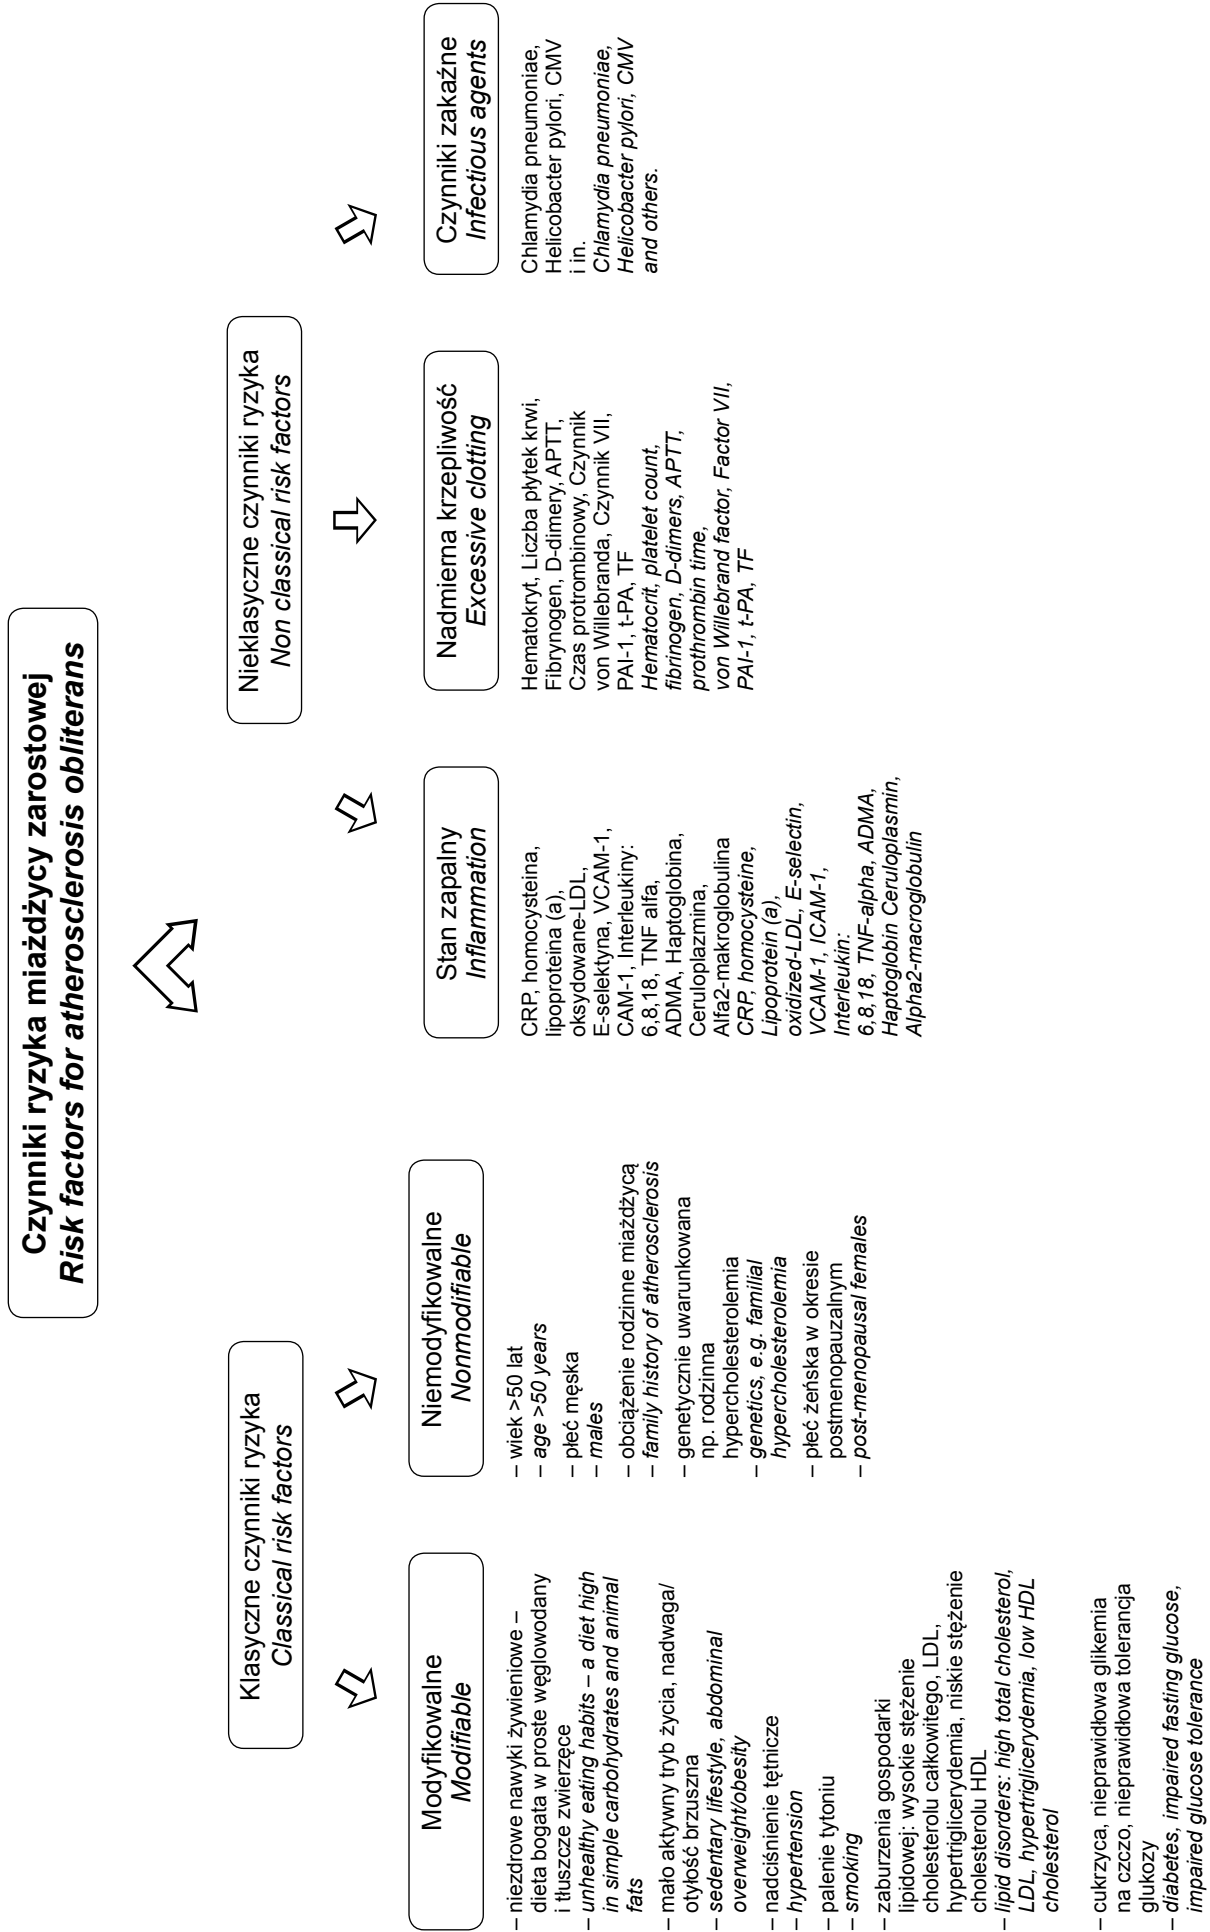 Czynniki ryzyka miażdżycy zarostowej
Risk factors for atherosclerosis obliterans
Klasyczne czynniki ryzyka
Classical risk factors
Nieklasyczne czynniki ryzyka
Non classical risk factors
Modyfikowalne
Modifiable
– niezdrowe nawyki żywieniowe –
dieta bogata w proste węglowodany
i tłuszcze zwierzęce
– unhealthy eating habits – a diet high
in simple carbohydrates and animal
fats
– mało aktywny tryb życia, nadwaga/
otyłość brzuszna
– sedentary lifestyle, abdominal
overweight/obesity
– nadciśnienie tętnicze
– hypertension
– palenie tytoniu
– smoking
– zaburzenia gospodarki
lipidowej: wysokie stężenie
cholesterolu całkowitego, LDL,
hypertriglicerydemia, niskie stężenie
cholesterolu HDL
– lipid disorders: high total cholesterol,
LDL, hypertriglicerydemia, low HDL
cholesterol
– cukrzyca, nieprawidłowa glikemia
na czczo, nieprawidłowa tolerancja
glukozy
– diabetes, impaired fasting glucose,
impaired glucose tolerance
Niemodyfikowalne
Nonmodifiable
– wiek >50 lat
– age >50 years
– płeć męska
– males
– obciążenie rodzinne miażdżycą
– family history of atherosclerosis
– genetycznie uwarunkowana
np. rodzinna
hypercholesterolemia
– genetics, e.g. familial
hypercholesterolemia
– płeć żeńska w okresie
postmenopauzalnym
– post-menopausal females
Stan zapalny
Inflammation
CRP, homocysteina,
lipoproteina (a),
oksydowane-LDL,
E-selektyna, VCAM-1,
CAM-1, Interleukiny:
6,8,18, TNF alfa,
ADMA, Haptoglobina,
Ceruloplazmina,
Alfa2-makroglobulina
CRP, homocysteine,
Lipoprotein (a),
oxidized-LDL, E-selectin,
VCAM-1, ICAM-1,
Interleukin:
6,8,18, TNF-alpha, ADMA,
Haptoglobin Ceruloplasmin,
Alpha2-macroglobulin
Nadmierna krzepliwość
Excessive clotting
Hematokryt, Liczba płytek krwi,
Fibrynogen, D-dimery, APTT,
Czas protrombinowy, Czynnik
von Willebranda, Czynnik VII,
PAI-1, t-PA, TF
Hematocrit, platelet count,
fibrinogen, D-dimers, APTT,
prothrombin time,
von Willebrand factor, Factor VII,
PAI-1, t-PA, TF
Czynniki zakaźne
Infectious agents
Chlamydia pneumoniae,
Helicobacter pylori, CMV
i in.
Chlamydia pneumoniae,
Helicobacter pylori, CMV
and others.